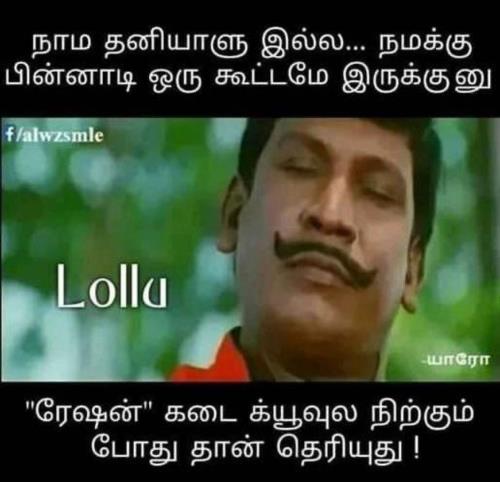 நாம தனியாளு இல்ல... நமக்கு
பின்னாடி ஒரு கூட்டமே இருக்குனு
f/alwzsmle
Lollu
-யாரோ
"ரேஷன்" கடை க்யூவுல நிற்கும்
போது தான் தெரியுது !